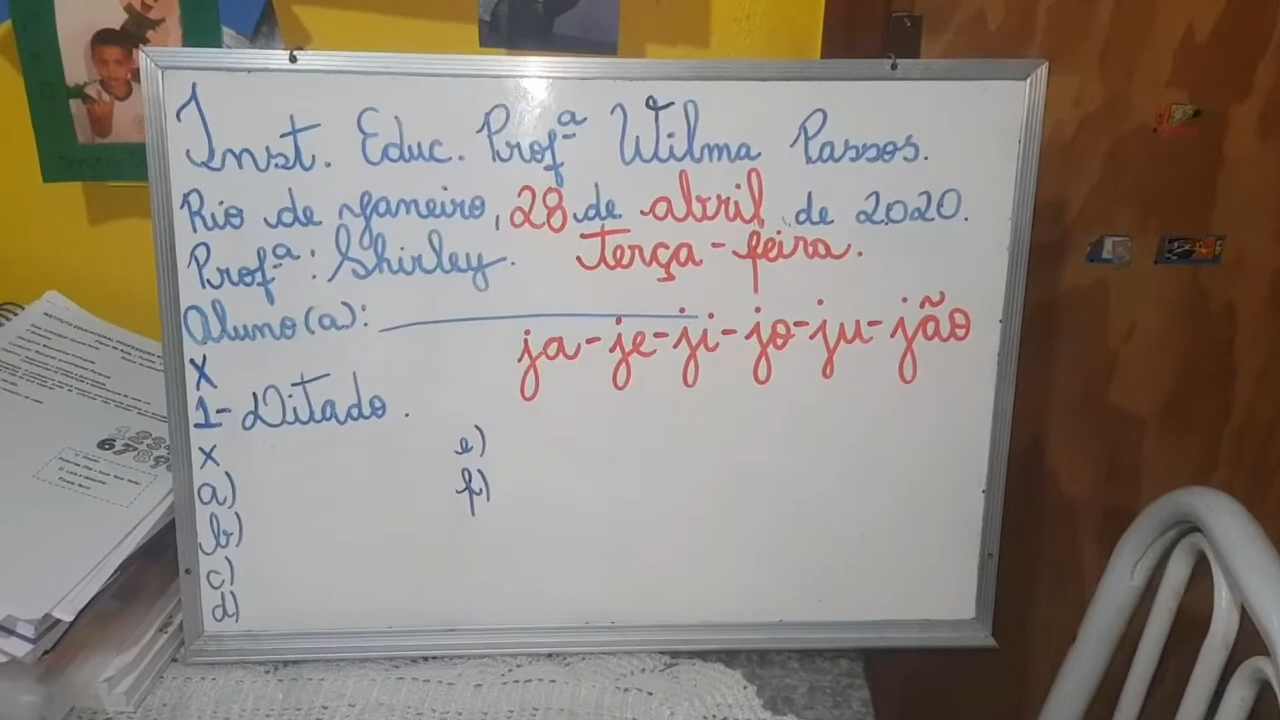 Inst. Educ. Profª Wilma Passos.
Rio de Janeiro, 28 de abril de 2020.
Profª: Shirley. terça-feira.
Aluno(a):
ja-je-ji-jo-ju-jão
x
1- Ditado.
x
a)
b)
c)
d)
e)
f)